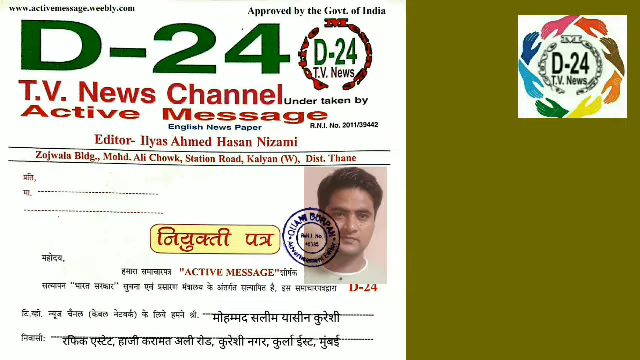 www.activemessage.weebly.com
Approved by the Govt. of India
D-24
D-24
T.V. News
T.V. News Channel
Under taken by
Active Message
English News Paper
R.N.I. No. 2011/39442
Editor- Ilyas Ahmed Hasan Nizami
Zojwala Bldg., Mohd. Ali Chowk, Station Road, Kalyan (W), Dist. Thane
प्रति,
मा.
नियुक्ती पत्र
महोदय,
हमारा समाचारपत्र "ACTIVE MESSAGE" शीर्षक
सत्यापन "भारत सरकार" सुचना एवं प्रसारण मंत्रालय के अंतर्गत सत्यापित है, इस समाचारपत्रद्वारा D-24
टि.व्ही. न्यूज चैनल (केबल नेटवर्क) के लिये हमने श्री. मोहम्मद सलीम यासीन कुरेशी
निवासी. रफिक एस्टेट, हाजी करामत अली रोड, कुरेशी नगर, कुर्ला ईस्ट, मुंबई
D-24
T.V. News